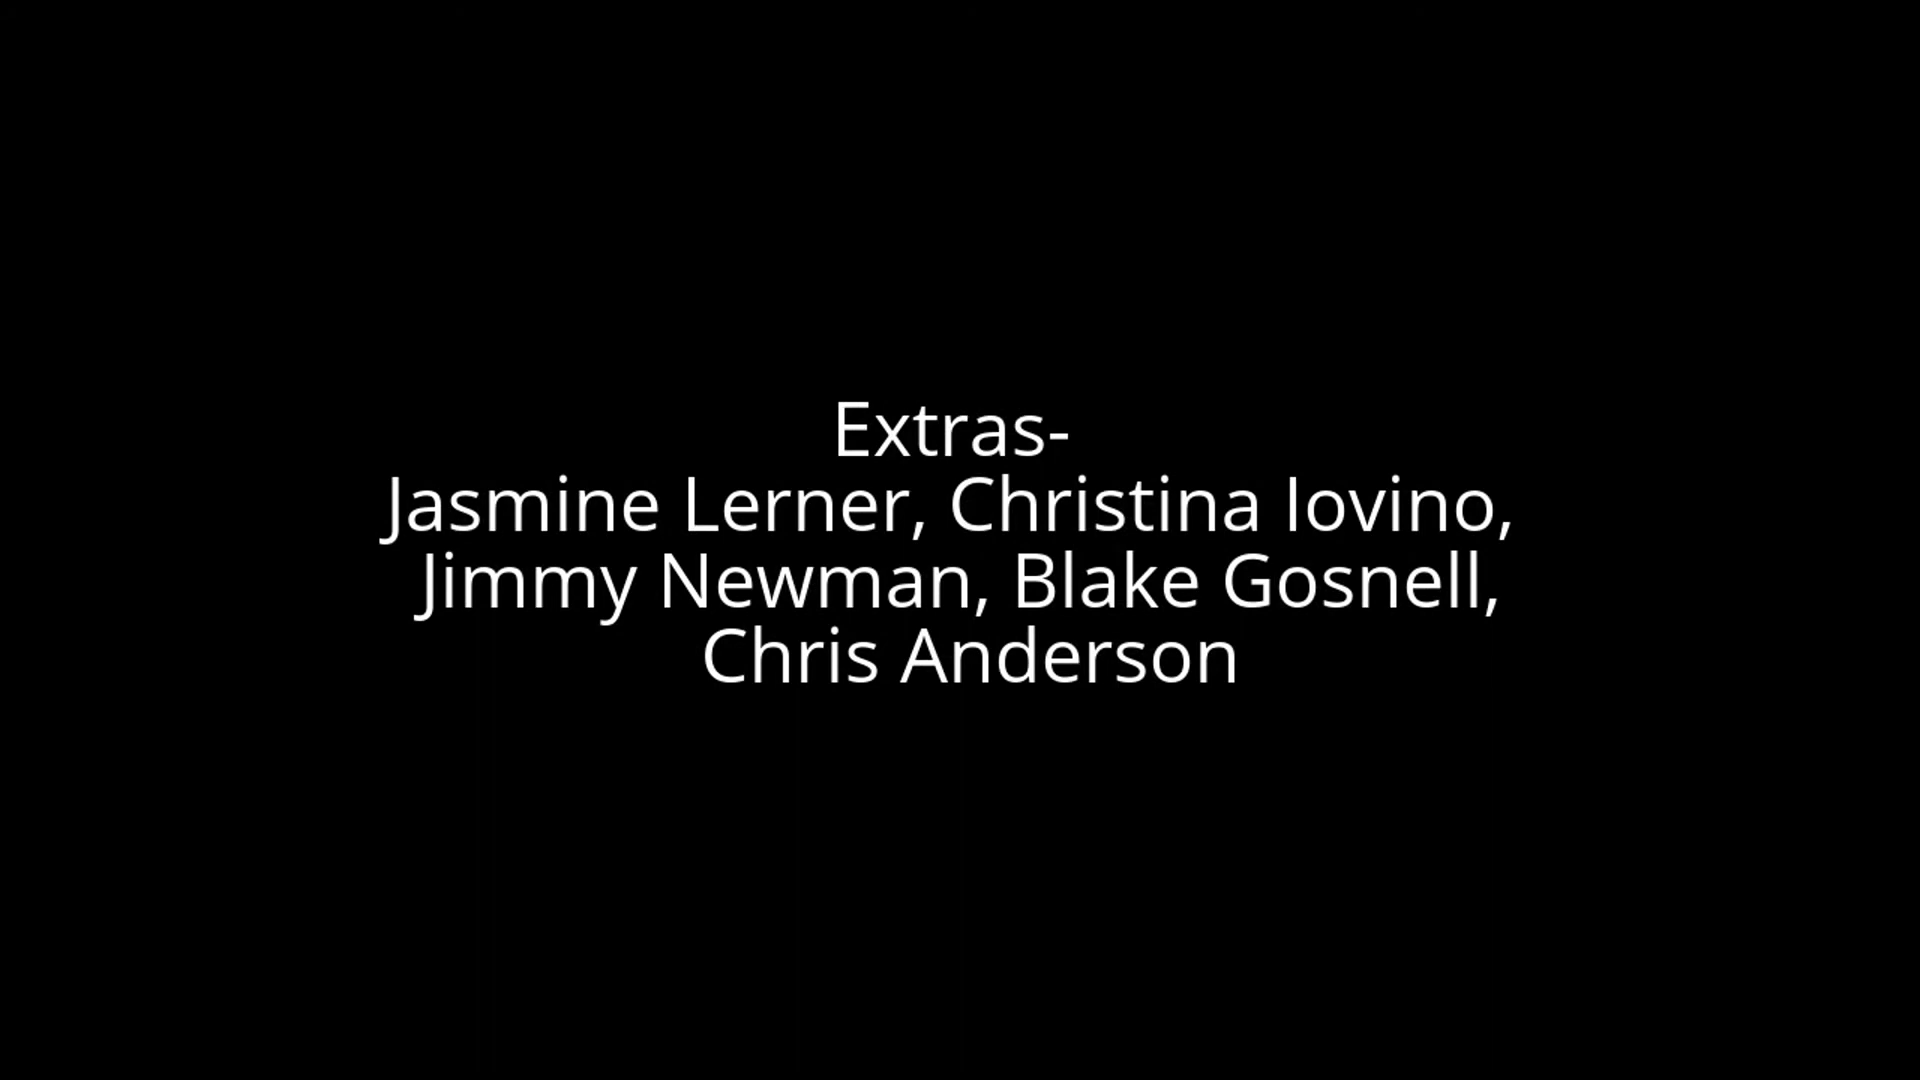 Extras-
Jasmine Lerner, Christina Iovino,
Jimmy Newman, Blake Gosnell,
Chris Anderson